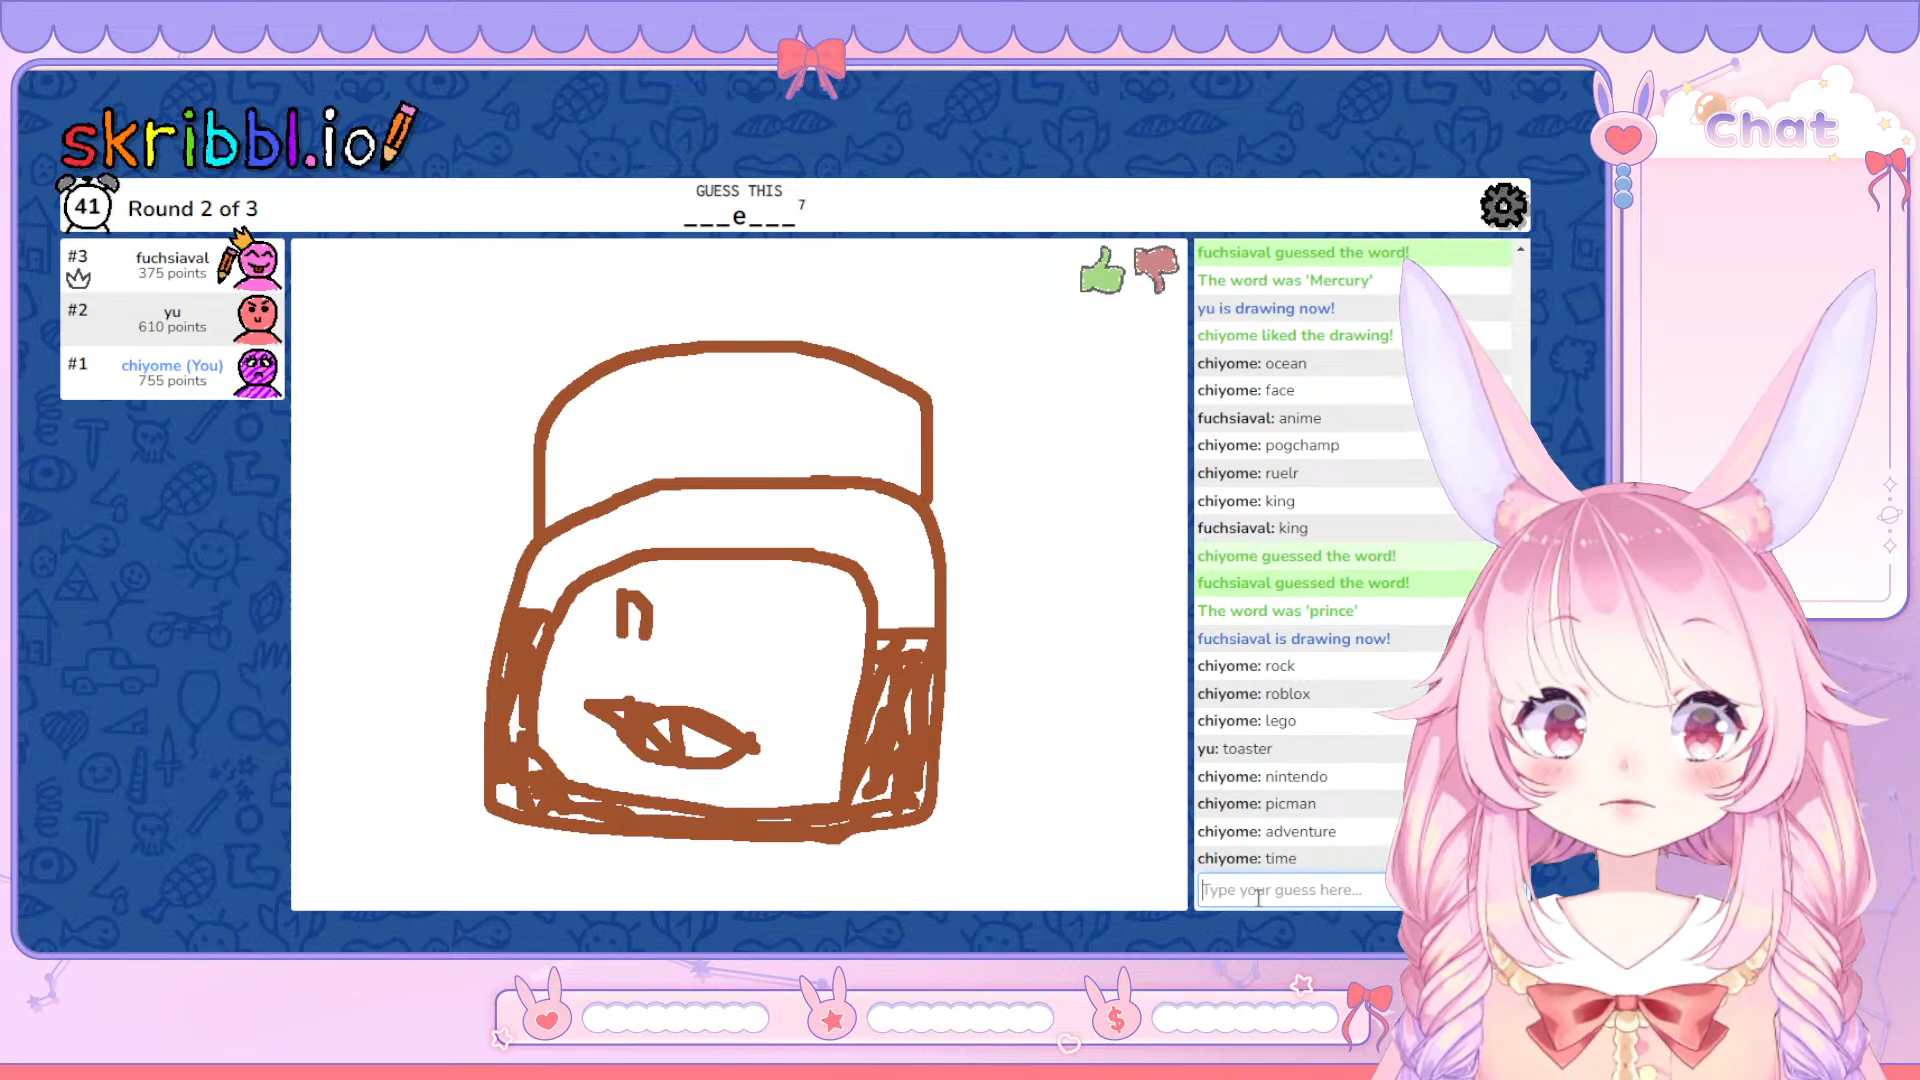 skribbl.io
Chat
41
Round 2 of 3
GUESS THIS
___e___ 7
#3
fuchsiaval
375 points
#2
yu
610 points
#1
chiyome (You)
755 points
n
fuchsiaval guessed the word!
The word was 'Mercury'
yu is drawing now!
chiyome liked the drawing!
chiyome: ocean
chiyome: face
fuchsiaval: anime
chiyome: pogchamp
chiyome: ruelr
chiyome: king
fuchsiaval: king
chiyome guessed the word!
fuchsiaval guessed the word!
The word was 'prince'
fuchsiaval is drawing now!
chiyome: rock
chiyome: roblox
chiyome: lego
yu: toaster
chiyome: nintendo
chiyome: picman
chiyome: adventure
chiyome: time
Type your guess here...
$